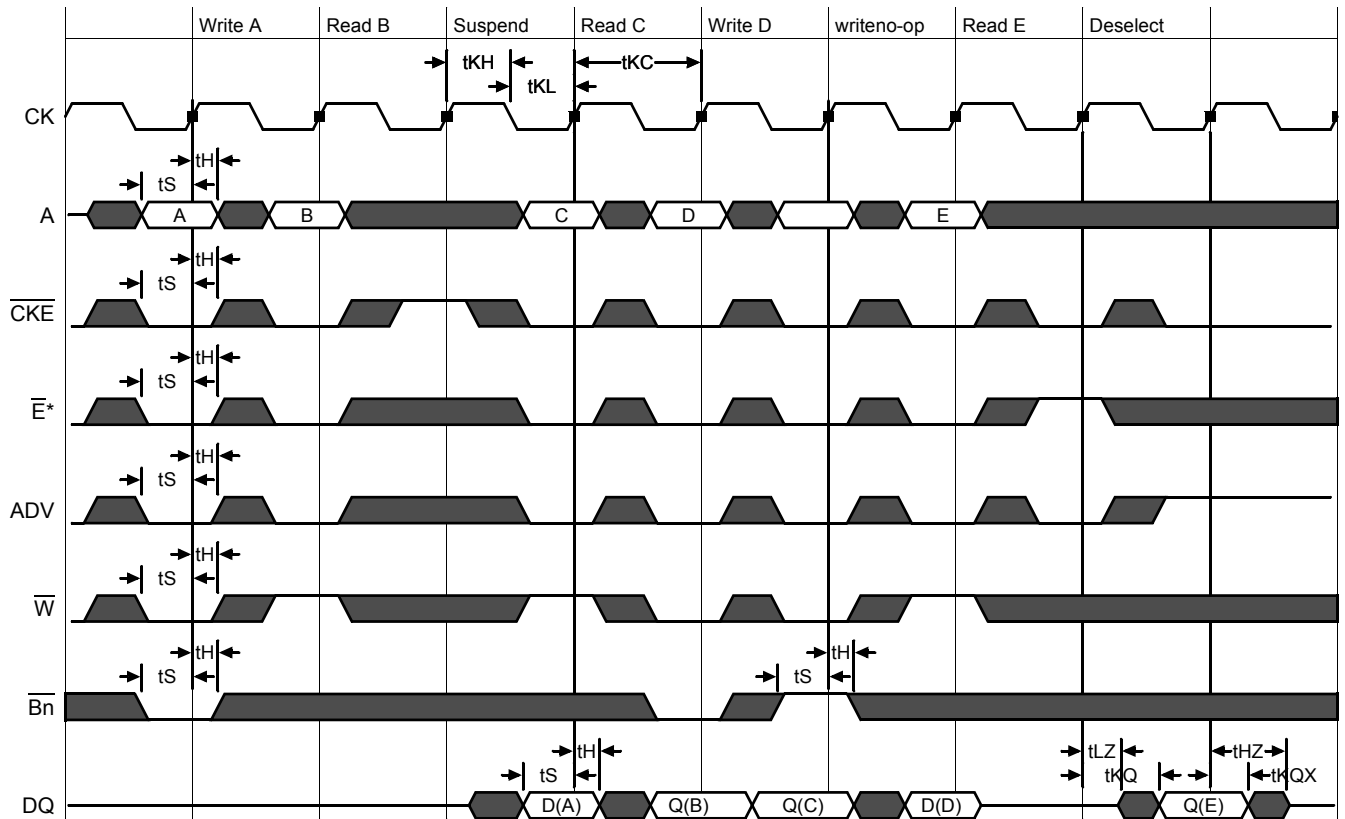 Write A Read B Suspend Read C Write D writeno-op Read E Deselect
tKH tKC
tKL
CK
tH
tS
A A B C D E
tH
tS
CKE
tH
tS
E*
tH
tS
ADV
tH
tS
W
tH tH
tS tS
Bn
tH tLZ tHZ
tS tKQ tKQX
DQ D(A) Q(B) Q(C) D(D) Q(E)